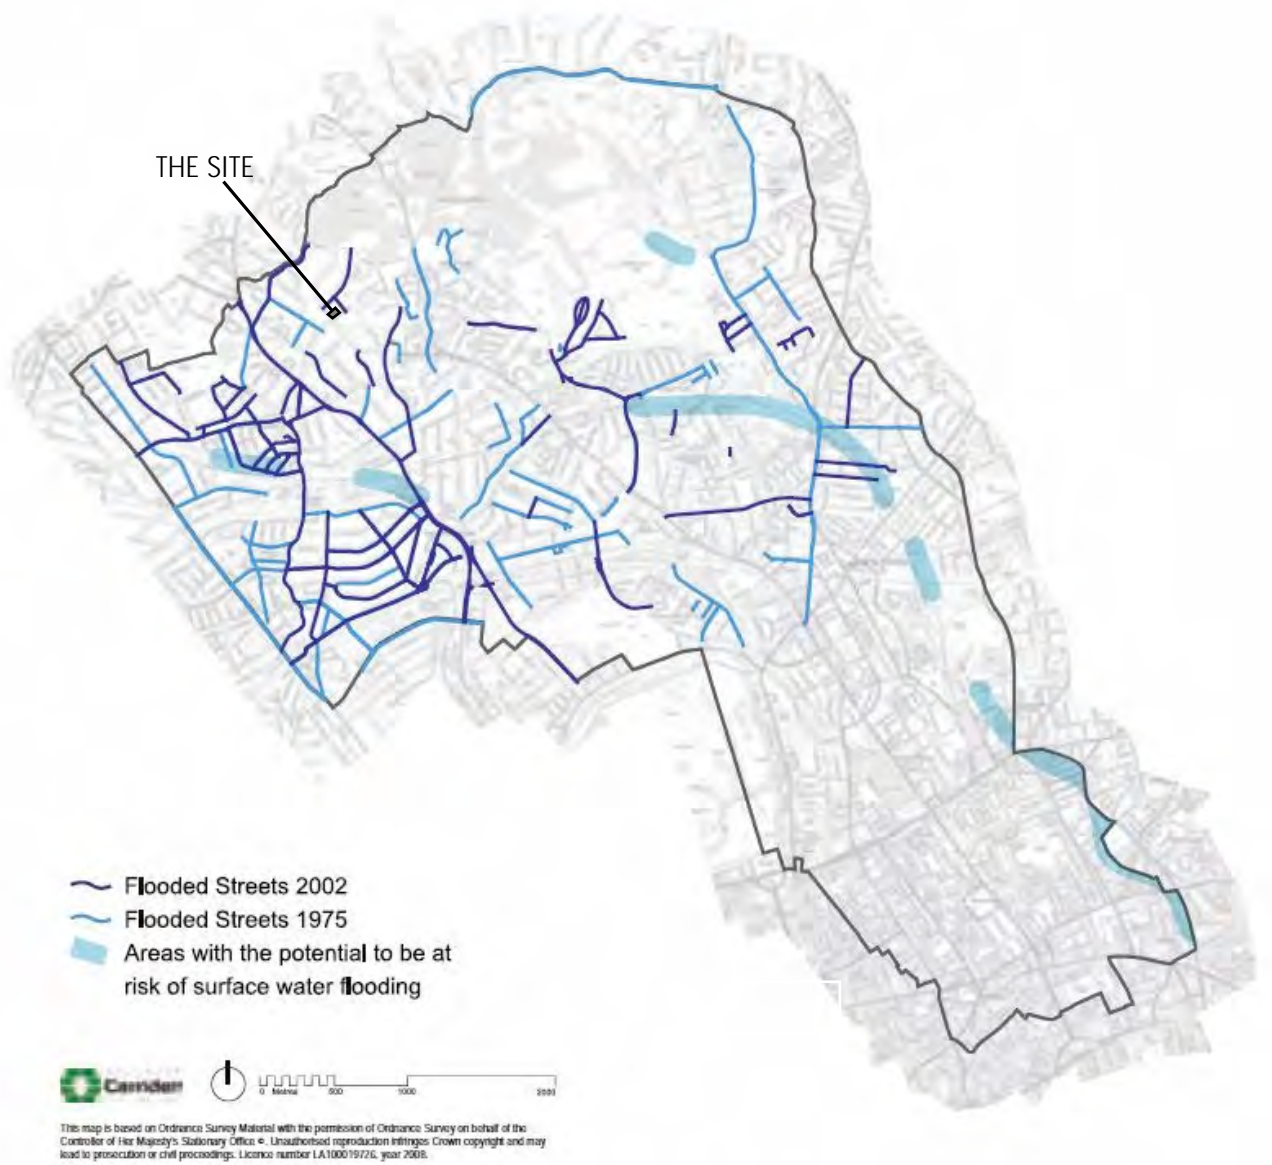 THE SITE
Flooded Streets 2002
Flooded Streets 1975
Areas with the potential to be at
risk of surface water flooding
Camden
0 Metres 500 1000 2000
This map is based on Ordnance Survey Material with the permission of Ordnance Survey on behalf of the
Controller of Her Majesty's Stationary Office ©. Unauthorised reproduction infringes Crown copyright and may
lead to prosecution or civil proceedings. Licence number LA100019726, year 2008.